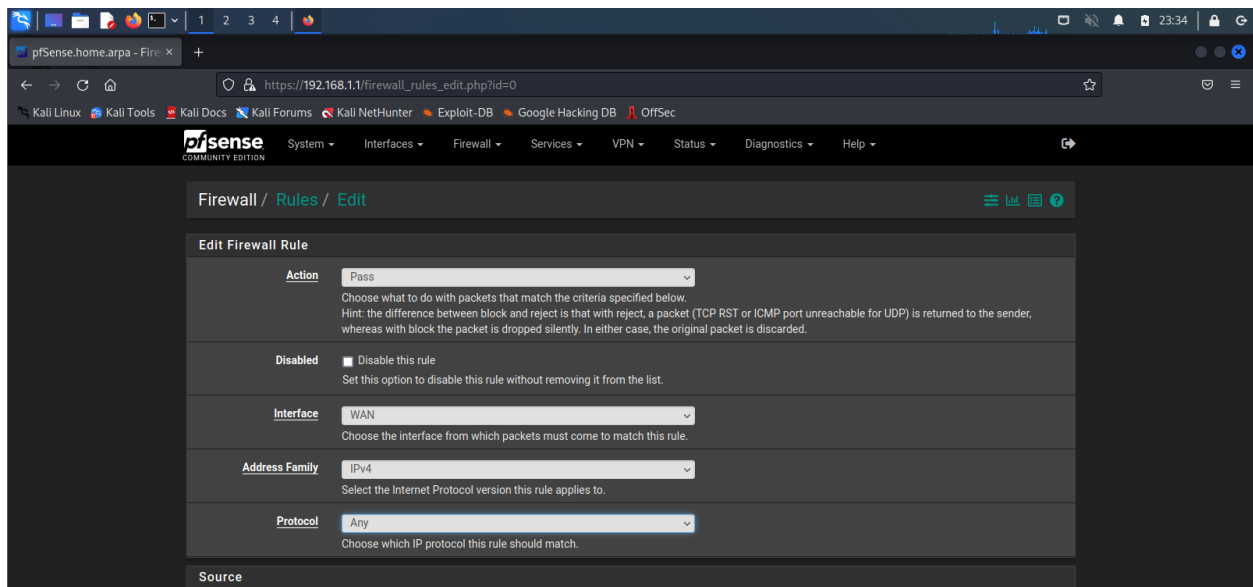 1 2 3 4 23:34
pfSense.home.arpa - Fire
https://192.168.1.1/firewall_rules_edit.php?id=0
Kali Linux Kali Tools Kali Docs Kali Forums Kali NetHunter Exploit-DB Google Hacking DB OffSec
pfsense System Interfaces Firewall Services VPN Status Diagnostics Help
COMMUNITY EDITION
Firewall / Rules / Edit
Edit Firewall Rule
Action Pass
Choose what to do with packets that match the criteria specified below.
Hint: the difference between block and reject is that with reject, a packet (TCP RST or ICMP port unreachable for UDP) is returned to the sender,
whereas with block the packet is dropped silently. In either case, the original packet is discarded.
Disabled Disable this rule
Set this option to disable this rule without removing it from the list.
Interface WAN
Choose the interface from which packets must come to match this rule.
Address Family IPv4
Select the Internet Protocol version this rule applies to.
Protocol Any
Choose which IP protocol this rule should match.
Source